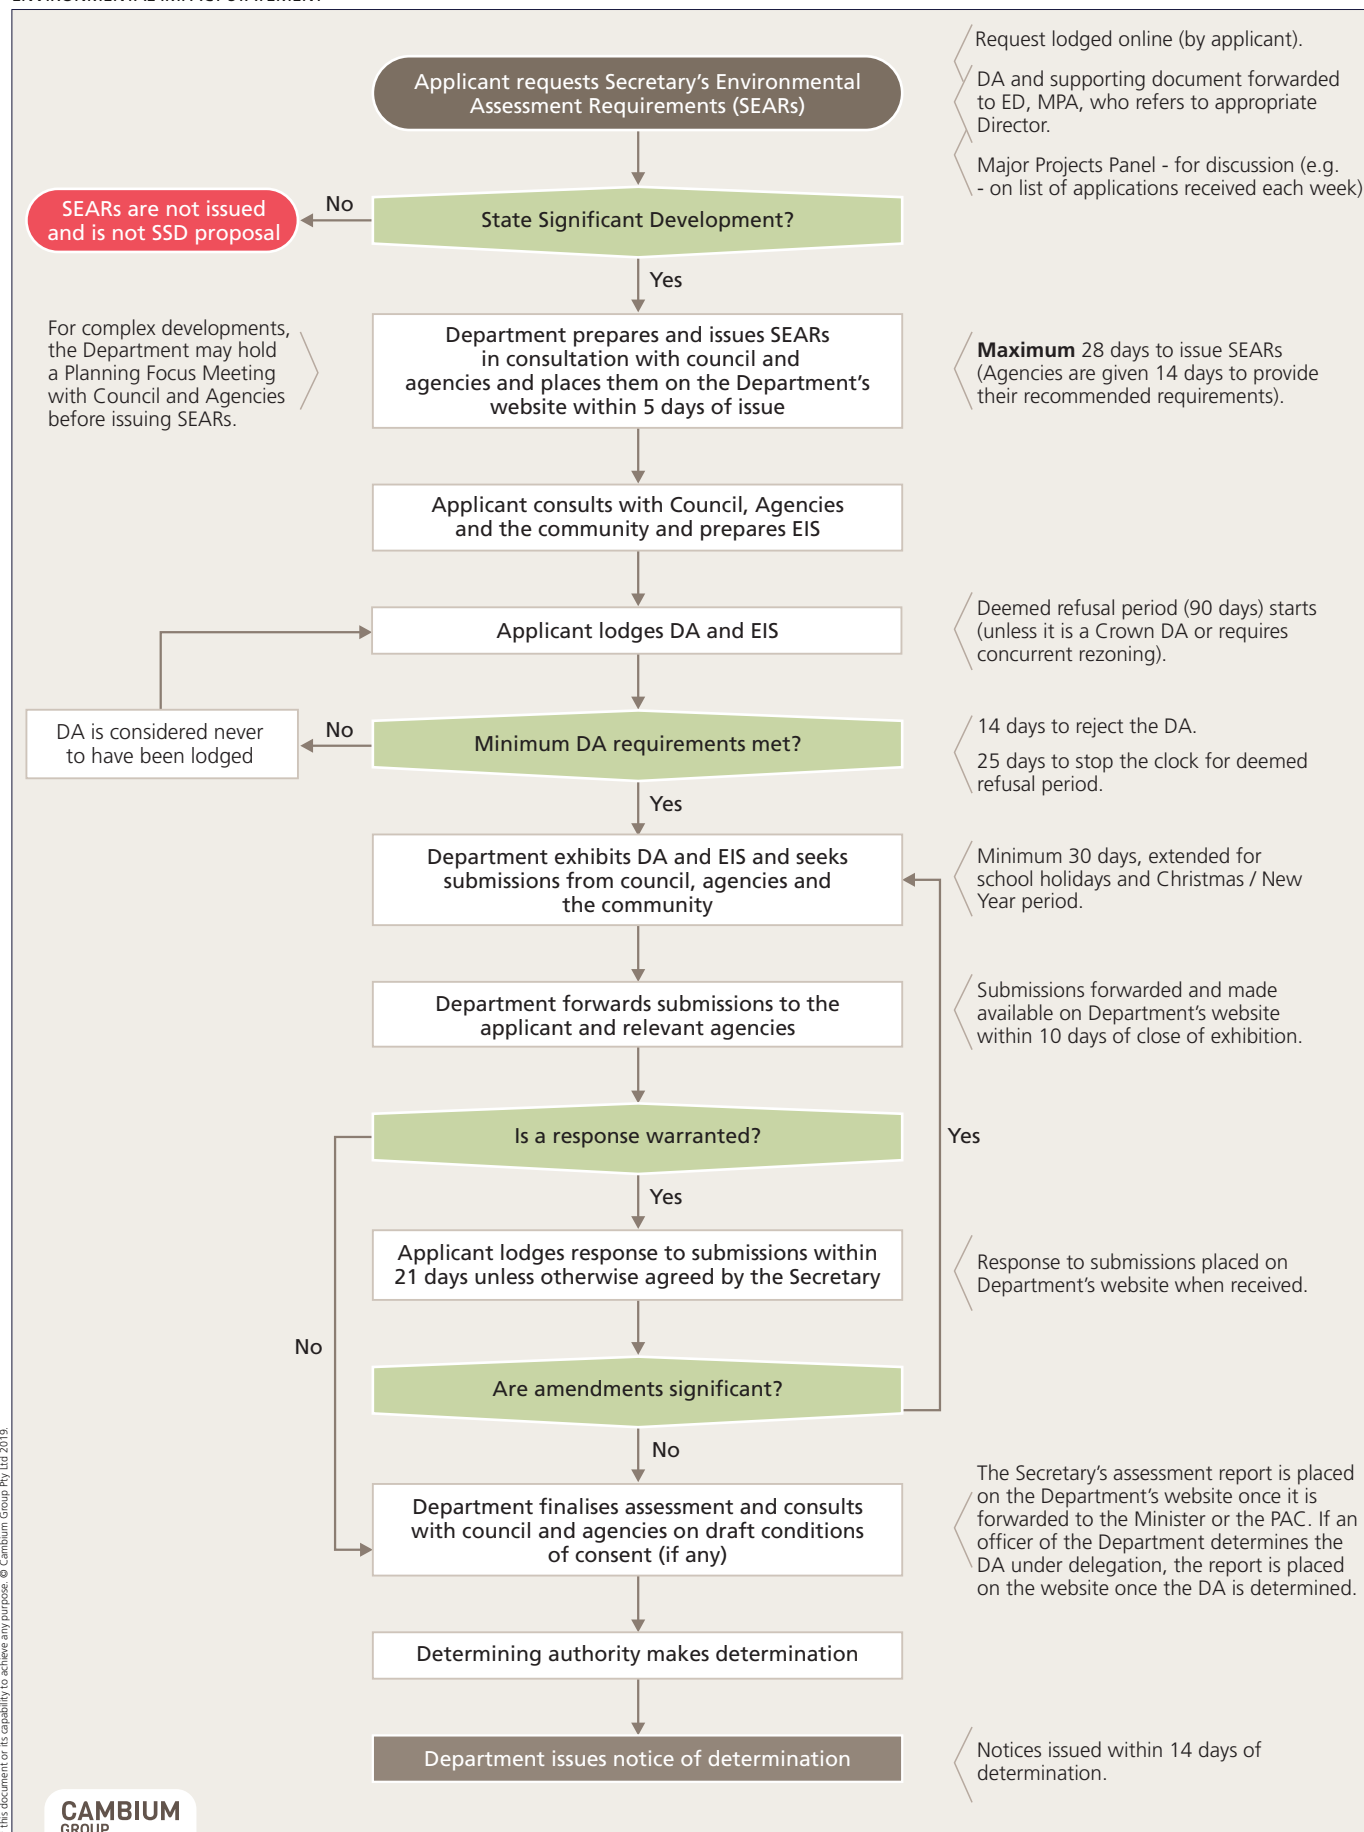 Request lodged online (by applicant).
Applicant requests Secretary's Environmental
Assessment Requirements (SEARs)
DA and supporting document forwarded
to ED, MPA, who refers to appropriate
Director.
Major Projects Panel - for discussion (e.g.
- on list of applications received each week)
State Significant Development?
No
SEARs are not issued
and is not SSD proposal
Yes
For complex developments,
the Department may hold
a Planning Focus Meeting
with Council and Agencies
before issuing SEARs.
Department prepares and issues SEARs
in consultation with council and
agencies and places them on the Department's
website within 5 days of issue
Maximum 28 days to issue SEARs
(Agencies are given 14 days to provide
their recommended requirements).
Applicant consults with Council, Agencies
and the community and prepares EIS
Applicant lodges DA and EIS
Deemed refusal period (90 days) starts
(unless it is a Crown DA or requires
concurrent rezoning).
Minimum DA requirements met?
No
DA is considered never
to have been lodged
14 days to reject the DA.
25 days to stop the clock for deemed
refusal period.
Yes
Department exhibits DA and EIS and seeks
submissions from council, agencies and
the community
Minimum 30 days, extended for
school holidays and Christmas / New
Year period.
Department forwards submissions to the
applicant and relevant agencies
Submissions forwarded and made
available on Department's website
within 10 days of close of exhibition.
Is a response warranted?
Yes
Yes
Applicant lodges response to submissions within
21 days unless otherwise agreed by the Secretary
Response to submissions placed on
Department's website when received.
No
Are amendments significant?
No
Department finalises assessment and consults
with council and agencies on draft conditions
of consent (if any)
The Secretary's assessment report is placed
on the Department's website once it is
forwarded to the Minister or the PAC. If an
officer of the Department determines the
DA under delegation, the report is placed
on the website once the DA is determined.
Determining authority makes determination
Department issues notice of determination
Notices issued within 14 days of
determination.
this document or its capability to achieve any purpose. © Cambium Group Pty Ltd 2019.
CAMBIUM
GROUP